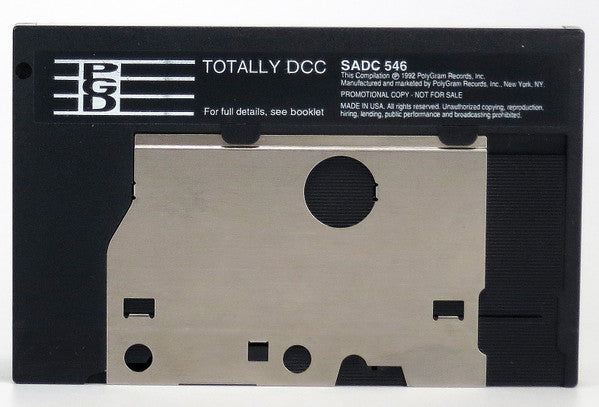 PGD
TOTALLY DCC
For full details, see booklet
SADC 546
This Compilation ℗ 1992 PolyGram Records, Inc.
Manufactured and marketed by PolyGram Records, Inc., New York, NY.
PROMOTIONAL COPY - NOT FOR SALE
MADE IN USA. All rights reserved. Unauthorized copying, reproduction,
hiring, lending, public performance and broadcasting prohibited.